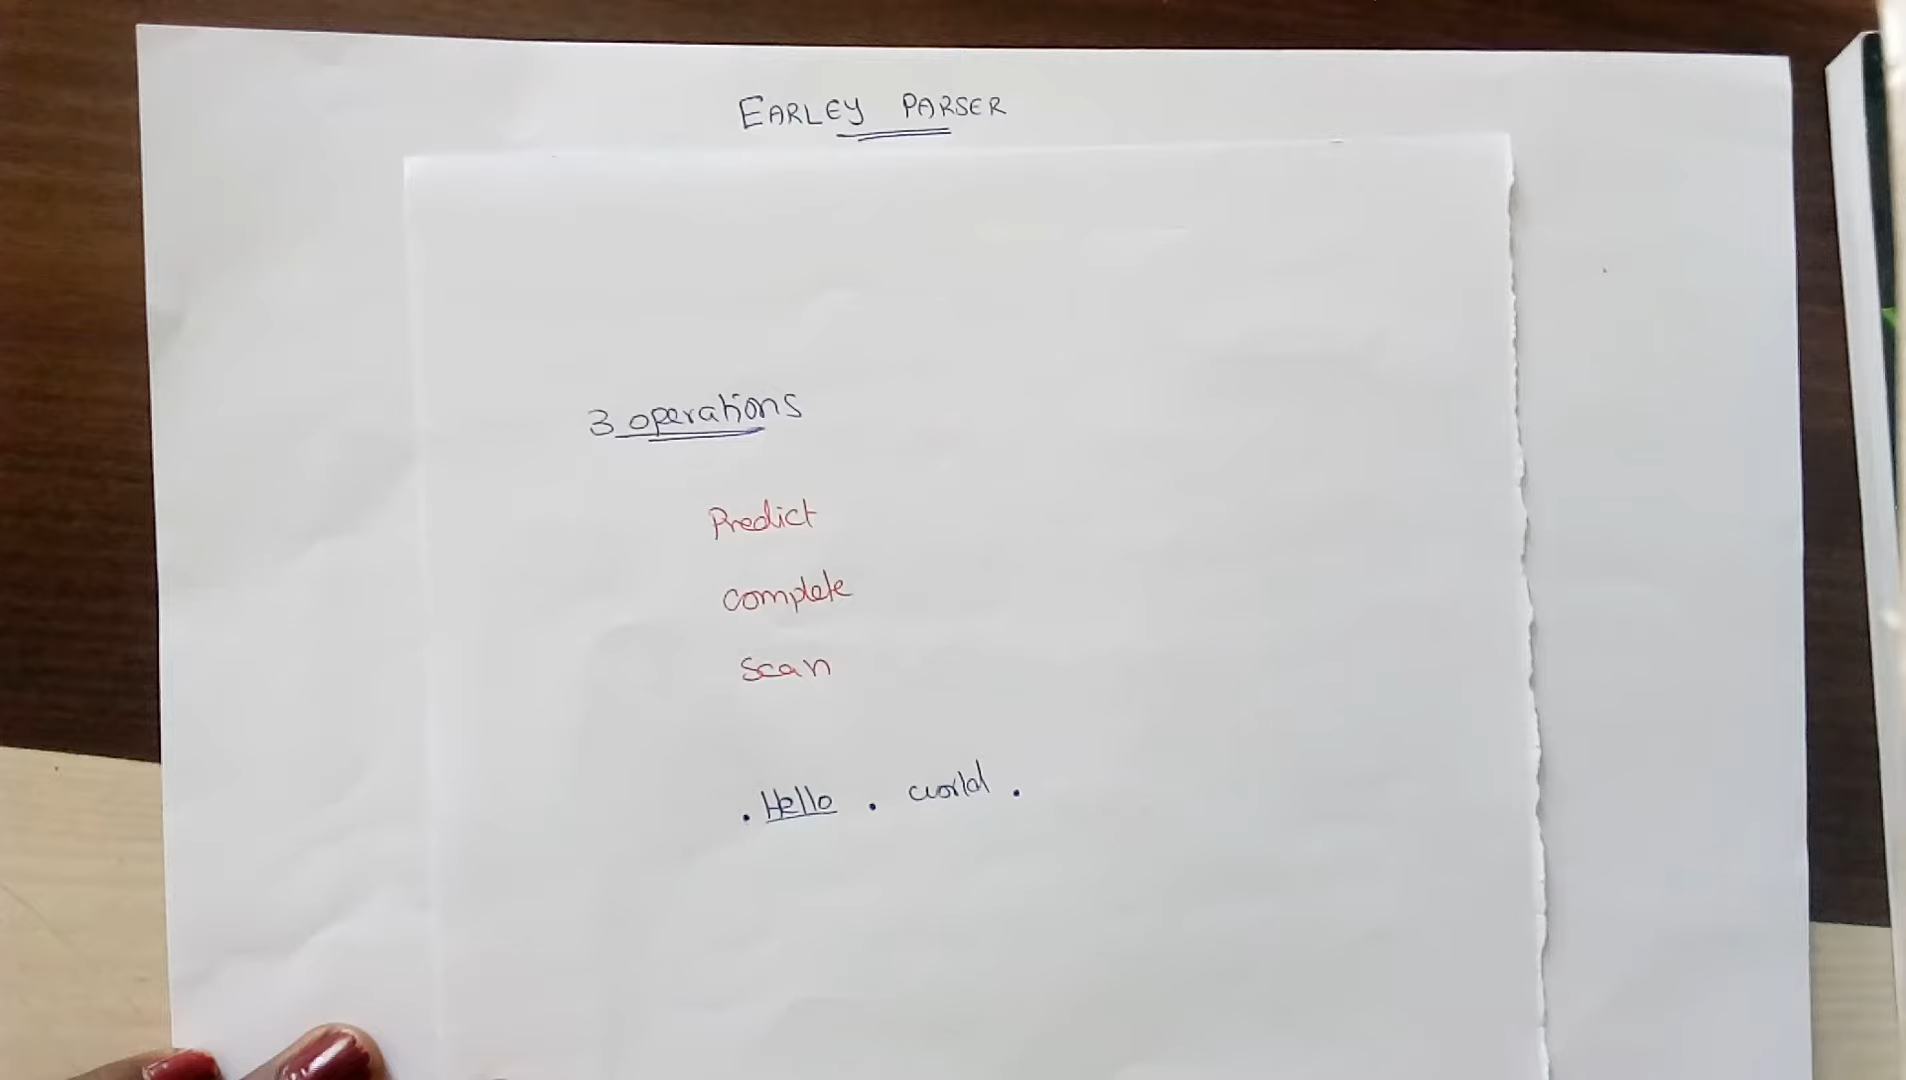 EARLEY PARSER
3 operations
Predict
complete
scan
. Hello . world .